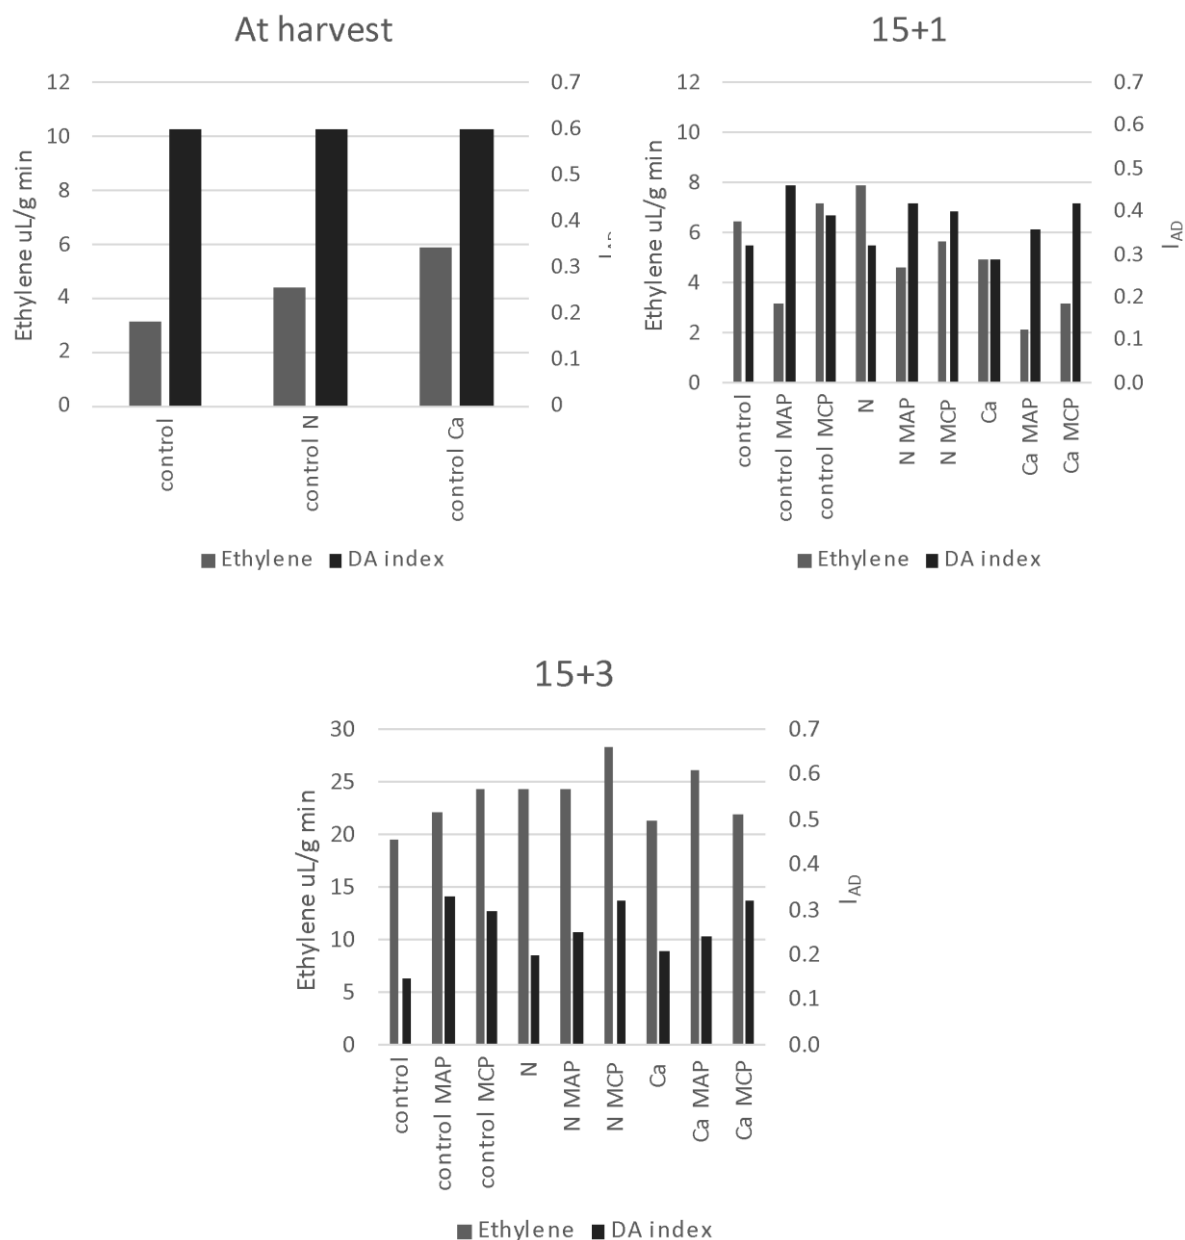 At harvest
12
10
8
6
4
2
0
Ethylene uL/g min
0.7
0.6
0.5
0.4
0.3
0.2
0.1
0
control
control N
control Ca
Ethylene DA index
15+1
12
10
8
6
4
2
0
Ethylene uL/g min
0.7
0.6
0.5
0.4
0.3
0.2
0.1
0.0
I_AD
control
control MAP
control MCP
N
N MAP
N MCP
Ca
Ca MAP
Ca MCP
Ethylene DA index
15+3
30
25
20
15
10
5
0
Ethylene uL/g min
0.7
0.6
0.5
0.4
0.3
0.2
0.1
0.0
I_AD
control
control MAP
control MCP
N
N MAP
N MCP
Ca
Ca MAP
Ca MCP
Ethylene DA index